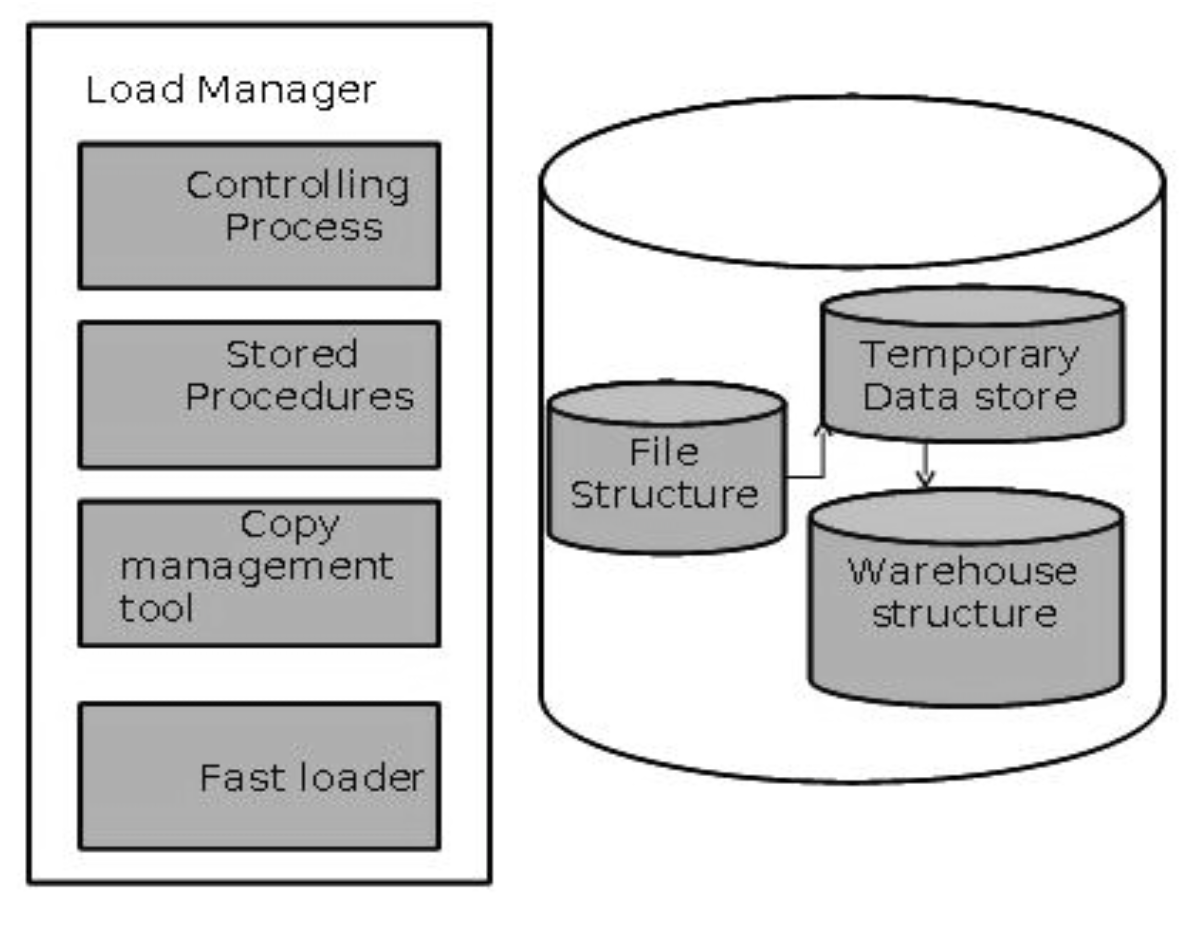 Load Manager
Controlling
Process
Stored
Procedures
Copy
management
tool
Fast loader
Temporary
Data store
File
Structure
Warehouse
structure